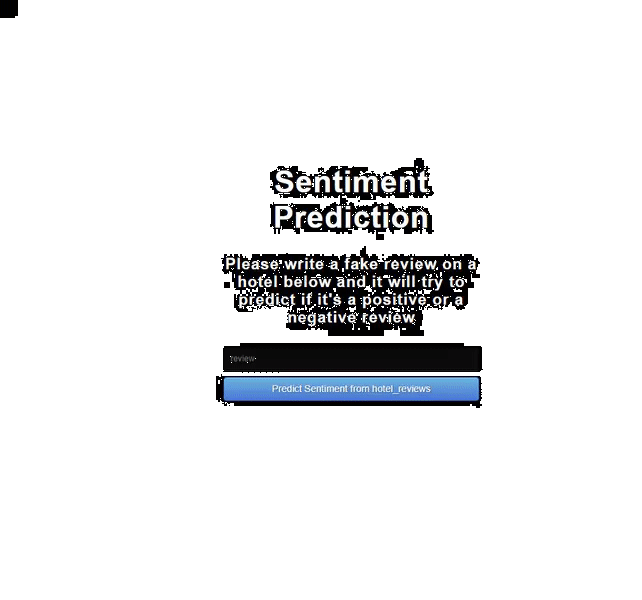 Sentiment
Prediction
Please write a fake review on a
hotel below and it will try to
predict if it's a positive or a
negative review
review
Predict Sentiment from hotel_reviews